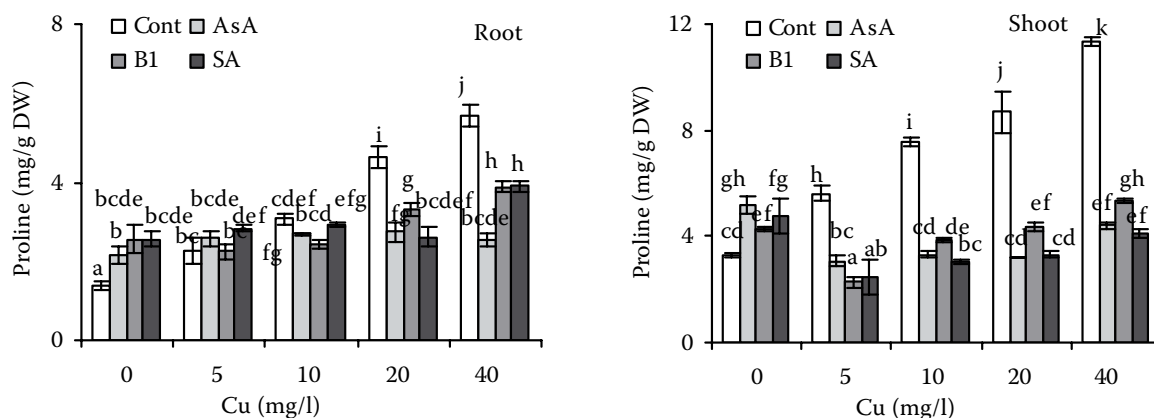 8
Cont AsA
B1 SA
Root
j
i
h h
g
bcde bcde cdef efg bcdef
b bcde bc bc def fg bcd fg bcde
a
4
0
Proline (mg/g DW)
0 5 10 20 40
Cu (mg/l)
12
Cont AsA
B1 SA
Shoot
k
j
i
h
gh fg gh
cd ef bc a ab cd de bc cd ef cd ef ef
8
4
0
Proline (mg/g DW)
0 5 10 20 40
Cu (mg/l)